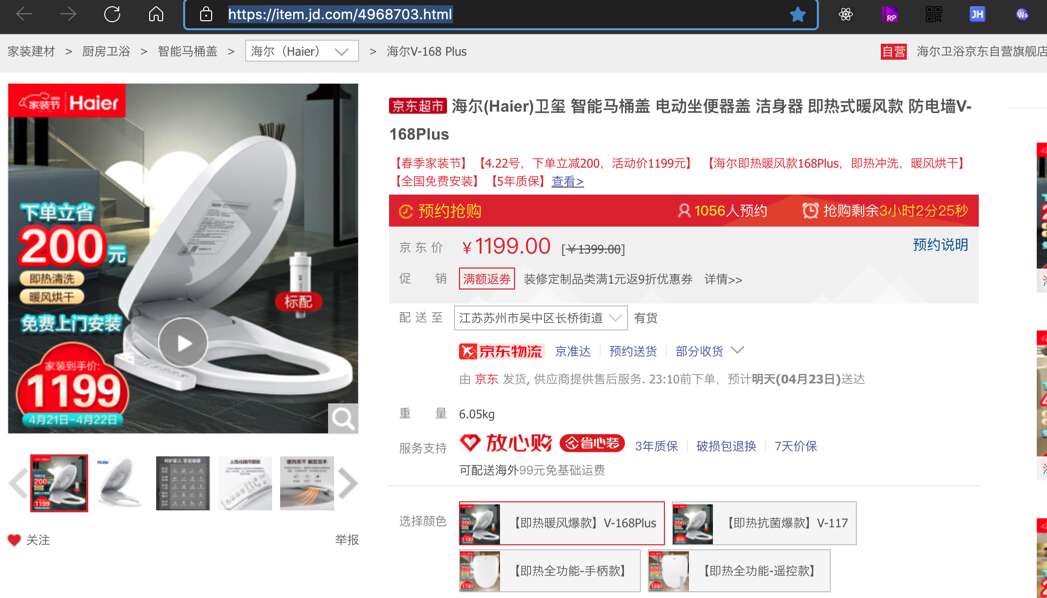 https://item.jd.com/4968703.html
家装建材 > 厨房卫浴 > 智能马桶盖 > 海尔（Haier） > 海尔V-168 Plus
自营 海尔卫浴京东自营旗舰店
家装节 Haier
下单立省
200元
即热清洗
暖风烘干
免费上门安装
标配
家装到手价:
1199
4月21日~4月22日
关注
举报
京东超市 海尔(Haier)卫玺 智能马桶盖 电动坐便器盖 洁身器 即热式暖风款 防电墙V-
168Plus
【春季家装节】【4.22号，下单立减200，活动价1199元】 【海尔即热暖风款168Plus，即热冲洗，暖风烘干】
【全国免费安装】【5年质保】查看>
预约抢购 1056人预约 抢购剩余3小时2分25秒
京东价 ￥1199.00 [￥1399.00] 预约说明
促销 满额返券 装修定制品类满1元返9折优惠券 详情>>
配送至 江苏苏州市吴中区长桥街道 有货
京东物流 京准达 预约送货 部分收货
由 京东 发货, 供应商提供售后服务. 23:10前下单，预计明天(04月23日)送达
重量 6.05kg
服务支持 放心购 省心装 3年质保 破损包退换 7天价保
可配送海外99元免基础运费
选择颜色 【即热暖风爆款】V-168Plus 【即热抗菌爆款】V-117
【即热全功能-手柄款】 【即热全功能-遥控款】